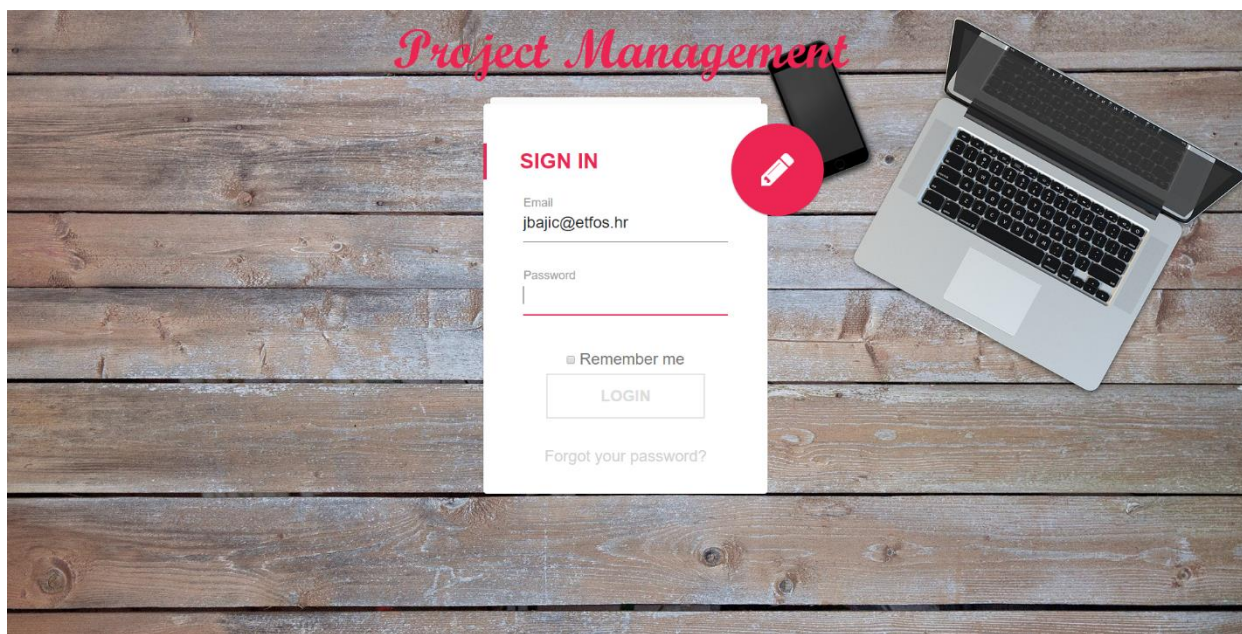 Project Management
SIGN IN
Email
jbajic@etfos.hr
Password
Remember me
LOGIN
Forgot your password?